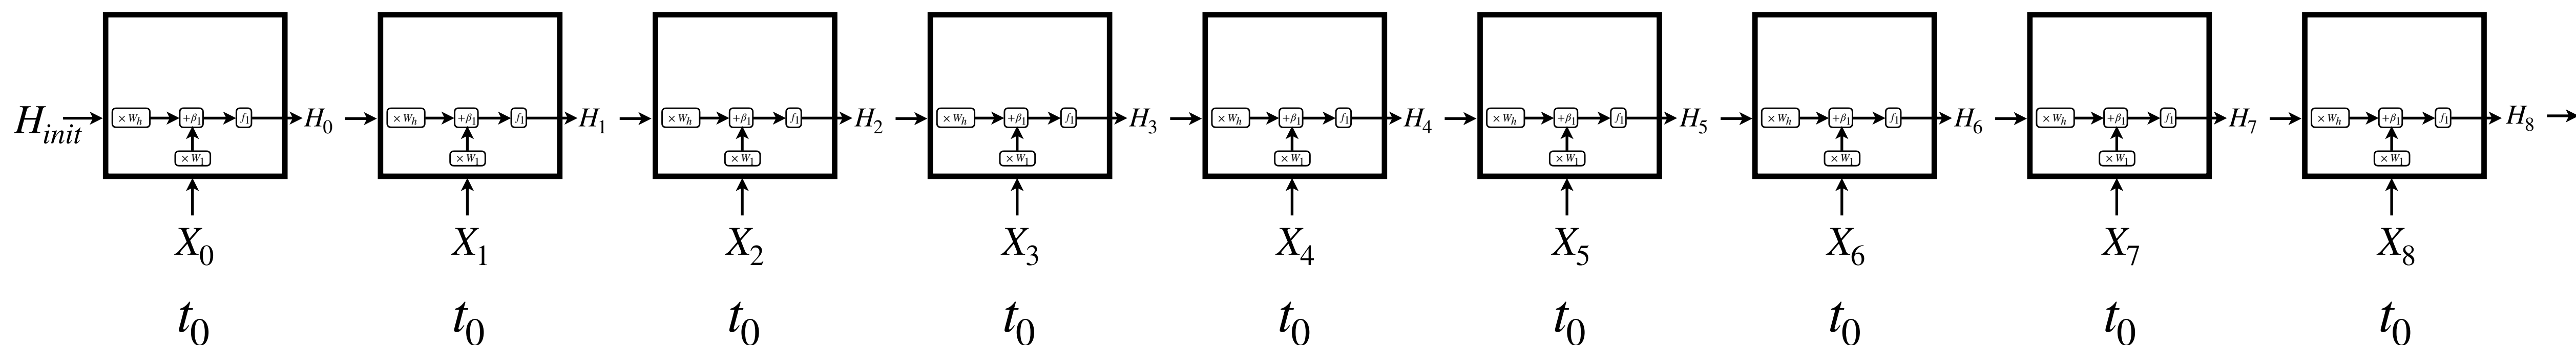 H_init ×W_h +β_1 f_1 H_0 ×W_h +β_1 f_1 H_1 ×W_h +β_1 f_1 H_2 ×W_h +β_1 f_1 H_3 ×W_h +β_1 f_1 H_4 ×W_h +β_1 f_1 H_5 ×W_h +β_1 f_1 H_6 ×W_h +β_1 f_1 H_7 ×W_h +β_1 f_1 H_8
×W_1 ×W_1 ×W_1 ×W_1 ×W_1 ×W_1 ×W_1 ×W_1 ×W_1
X_0 X_1 X_2 X_3 X_4 X_5 X_6 X_7 X_8
t_0 t_0 t_0 t_0 t_0 t_0 t_0 t_0 t_0